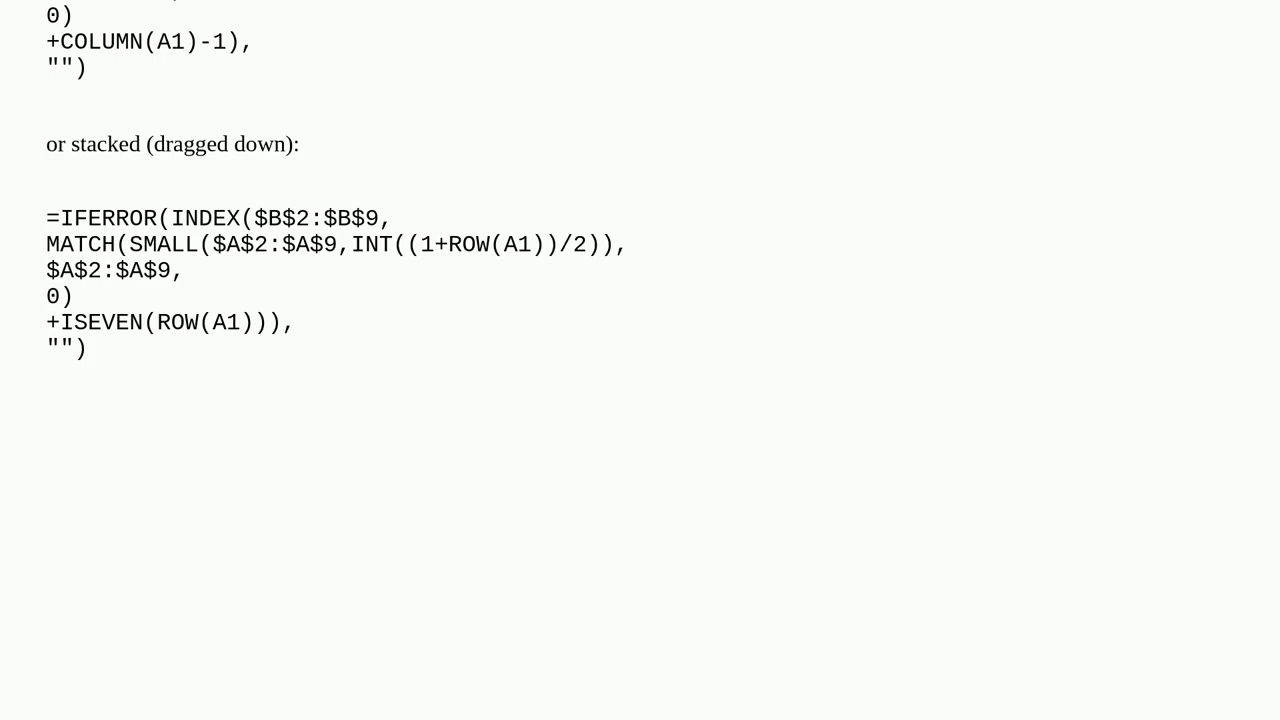 0)
+COLUMN(A1)-1),
"")
or stacked (dragged down):
=IFERROR(INDEX($B$2:$B$9,
MATCH(SMALL($A$2:$A$9,INT((1+ROW(A1))/2)),
$A$2:$A$9,
0)
+ISEVEN(ROW(A1))),
"")